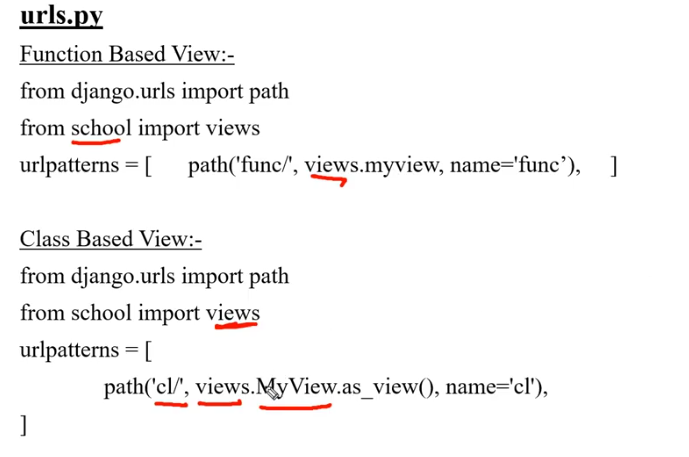 urls.py
Function Based View:-
from django.urls import path
from school import views
urlpatterns = [ path('func/', views.myview, name='func’), ]
Class Based View:-
from django.urls import path
from school import views
urlpatterns = [
path('cl/', views.MyView.as_view(), name='cl'),
]